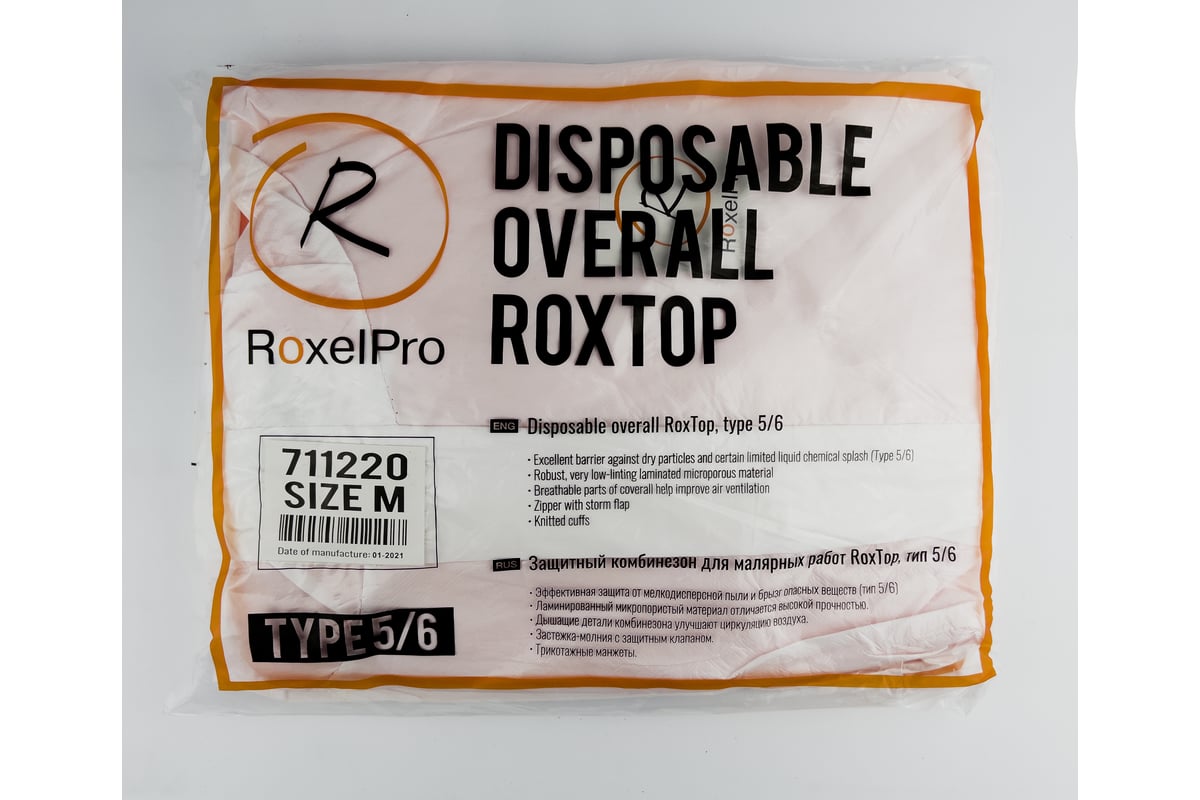 R
RoxelPro
DISPOSABLE
OVERALL
ROXTOP
R
RoxelPro
ENG Disposable overall RoxTop, type 5/6
· Excellent barrier against dry particles and certain limited liquid chemical splash (Type 5/6)
· Robust, very low-linting laminated microporous material
· Breathable parts of coverall help improve air ventilation
· Zipper with storm flap
· Knitted cuffs
711220
SIZE M
Date of manufacture: 01-2021
RUS Защитный комбинезон для малярных работ RoxTop, тип 5/6
· Эффективная защита от мелкодисперсной пыли и брызг опасных веществ (тип 5/6)
· Ламинированный микропористый материал отличается высокой прочностью.
· Дышащие детали комбинезона улучшают циркуляцию воздуха.
· Застежка-молния с защитным клапаном.
· Трикотажные манжеты.
TYPE 5/6